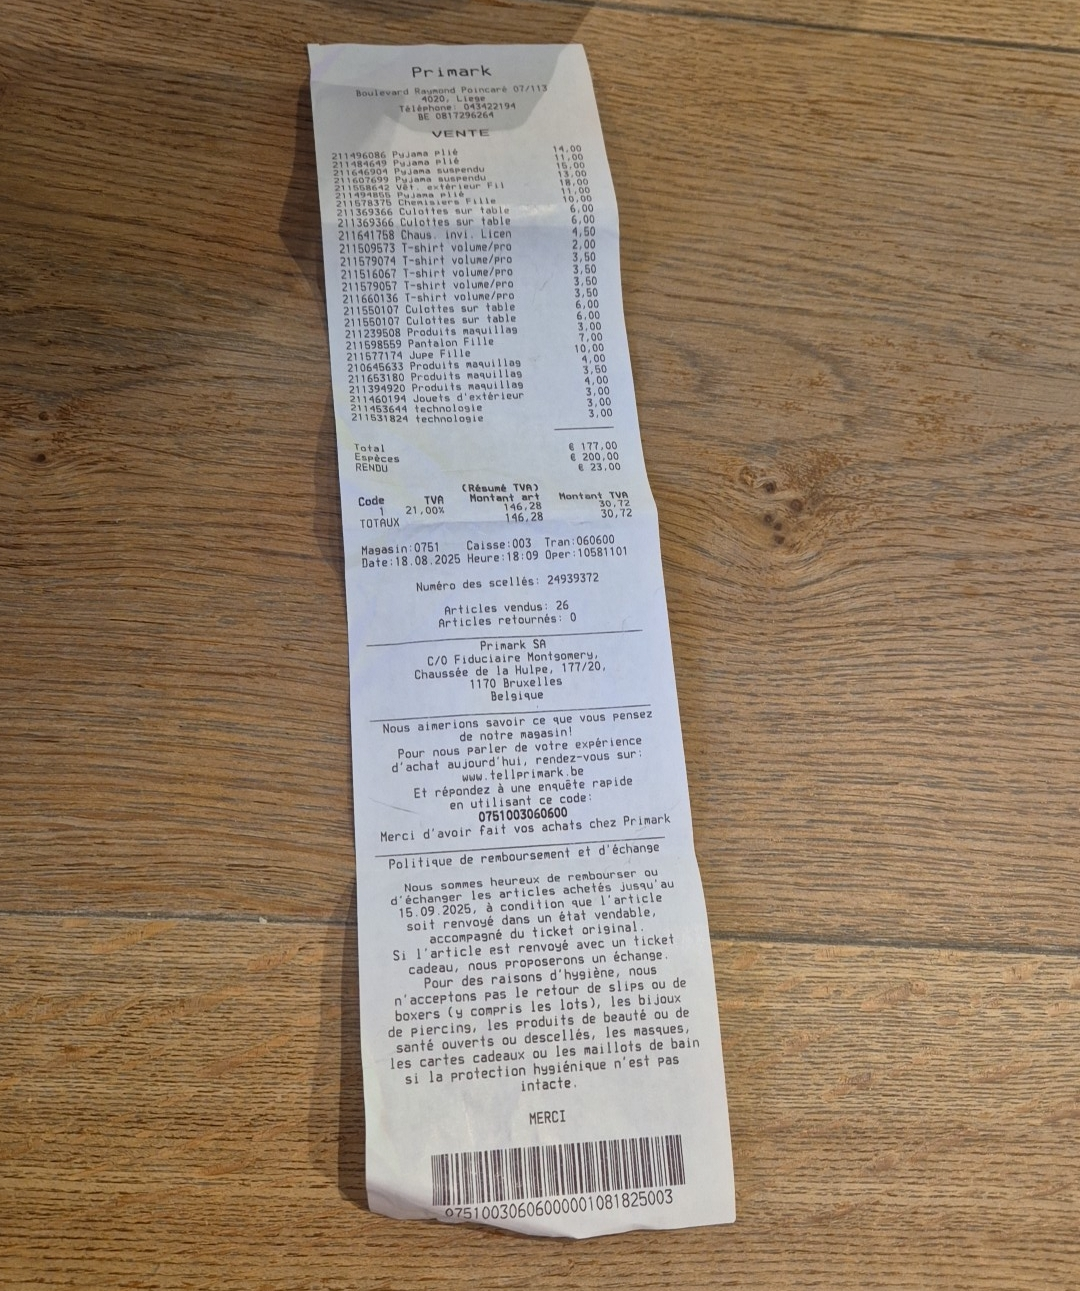 Primark
Boulevard Raymond Poincaré 07/113
4020, Liege
Téléphone: 043422194
BE 0817296264
VENTE
211496086 Pyjama plié 14,00
211484649 Pyjama plié 11,00
211646904 Pyjama suspendu 15,00
211607699 Pyjama suspendu 13,00
211558642 Vêt. extérieur Fil 18,00
211494855 Pyjama plié 11,00
211578375 Chemisiers Fille 10,00
211369366 Culottes sur table 6,00
211369366 Culottes sur table 6,00
211641758 Chaus. invi. Licen 4,50
211509573 T-shirt volume/pro 2,00
211579074 T-shirt volume/pro 3,50
211516067 T-shirt volume/pro 3,50
211579057 T-shirt volume/pro 3,50
211660136 T-shirt volume/pro 3,50
211550107 Culottes sur table 6,00
211550107 Culottes sur table 6,00
211239508 Produits maquillag 3,00
211598559 Pantalon Fille 7,00
211577174 Jupe Fille 10,00
210645633 Produits maquillag 4,00
211653180 Produits maquillag 3,50
211394920 Produits maquillag 4,00
211460194 Jouets d'extérieur 3,00
211453644 technologie 3,00
211531824 technologie 3,00
Total € 177,00
Espèces € 200,00
RENDU € 23,00
(Résumé TVA)
Code TVA Montant art Montant TVA
1 21,00% 146,28 30,72
TOTAUX 146,28 30,72
Magasin:0751 Caisse:003 Tran:060600
Date:18.08.2025 Heure:18:09 Oper:10581101
Numéro des scellés: 24939372
Articles vendus: 26
Articles retournés: 0
Primark SA
C/O Fiduciaire Montgomery,
Chaussée de la Hulpe, 177/20,
1170 Bruxelles
Belgique
Nous aimerions savoir ce que vous pensez
de notre magasin!
Pour nous parler de votre expérience
d'achat aujourd'hui, rendez-vous sur:
www.tellprimark.be
Et répondez à une enquête rapide
en utilisant ce code:
0751003060600
Merci d'avoir fait vos achats chez Primark
Politique de remboursement et d'échange
Nous sommes heureux de rembourser ou
d'échanger les articles achetés jusqu'au
15.09.2025, à condition que l'article
soit renvoyé dans un état vendable,
accompagné du ticket original.
Si l'article est renvoyé avec un ticket
cadeau, nous proposerons un échange.
Pour des raisons d'hygiène, nous
n'acceptons pas le retour de slips ou de
boxers (y compris les lots), les bijoux
de piercing, les produits de beauté ou de
santé ouverts ou descellés, les masques,
les cartes cadeaux ou les maillots de bain
si la protection hygiénique n'est pas
intacte.
MERCI
0751003060600001081825003